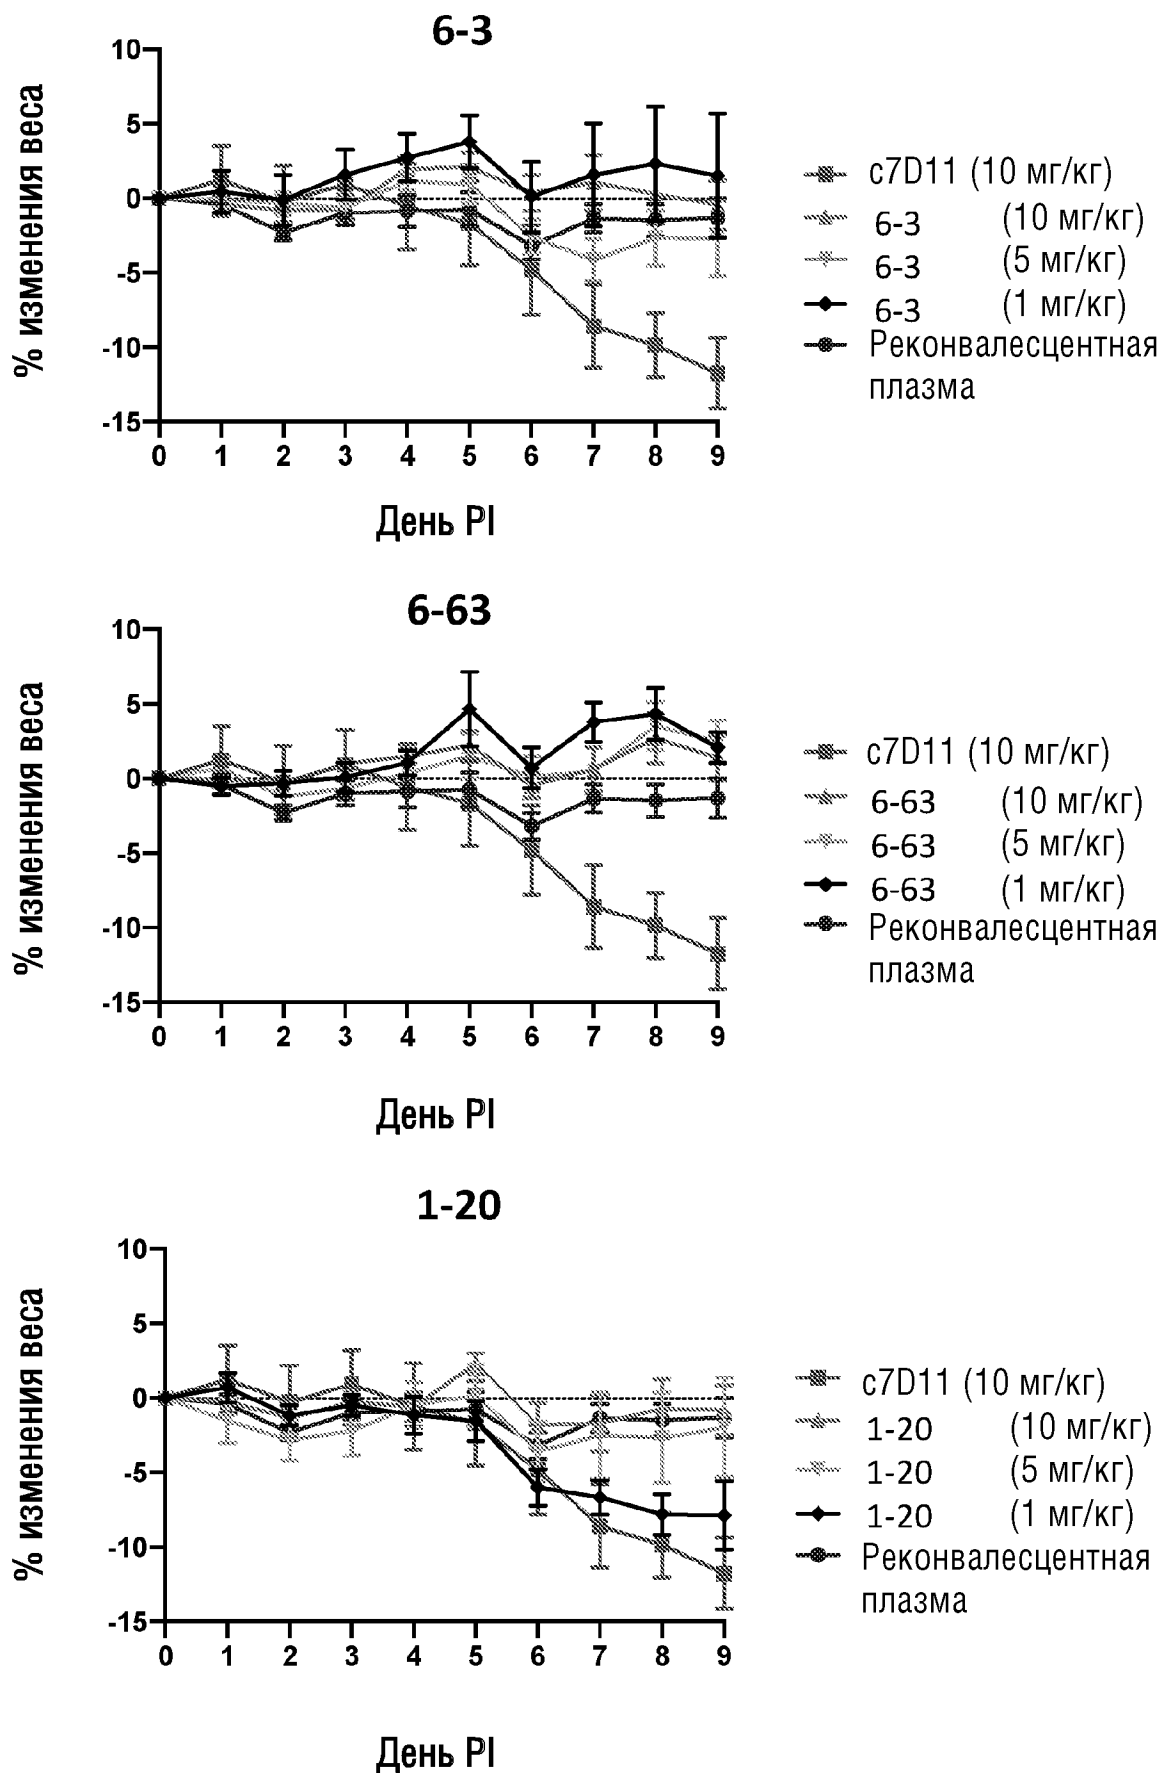 6-3
10
5
0
-5
-10
-15
% изменения веса
0 1 2 3 4 5 6 7 8 9
День PI
c7D11 (10 мг/кг)
6-3 (10 мг/кг)
6-3 (5 мг/кг)
6-3 (1 мг/кг)
Реконвалесцентная
плазма
6-63
10
5
0
-5
-10
-15
% изменения веса
0 1 2 3 4 5 6 7 8 9
День PI
c7D11 (10 мг/кг)
6-63 (10 мг/кг)
6-63 (5 мг/кг)
6-63 (1 мг/кг)
Реконвалесцентная
плазма
1-20
10
5
0
-5
-10
-15
% изменения веса
0 1 2 3 4 5 6 7 8 9
День PI
c7D11 (10 мг/кг)
1-20 (10 мг/кг)
1-20 (5 мг/кг)
1-20 (1 мг/кг)
Реконвалесцентная
плазма